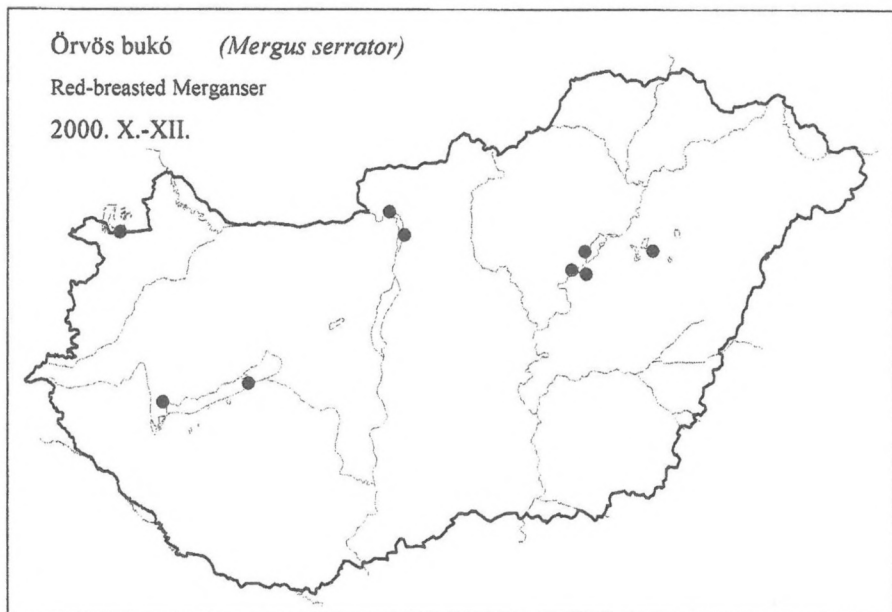 Örvös bukó (Mergus serrator)
Red-breasted Merganser
2000. X.-XII.